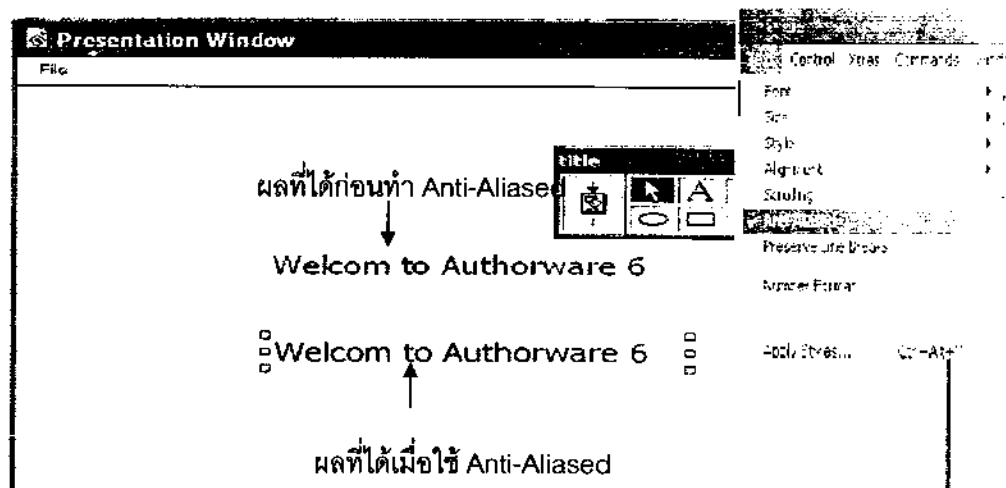 Presentation Window
File
Control Xtras Commands
Font
Size
Style
Alignment
Scrolling
Preserve Line Breaks
Number Format
Apply Styles...
title
A
ผลที่ได้ก่อนทำ Anti-Aliased
Welcom to Authorware 6
Welcom to Authorware 6
ผลที่ได้เมื่อใช้ Anti-Aliased